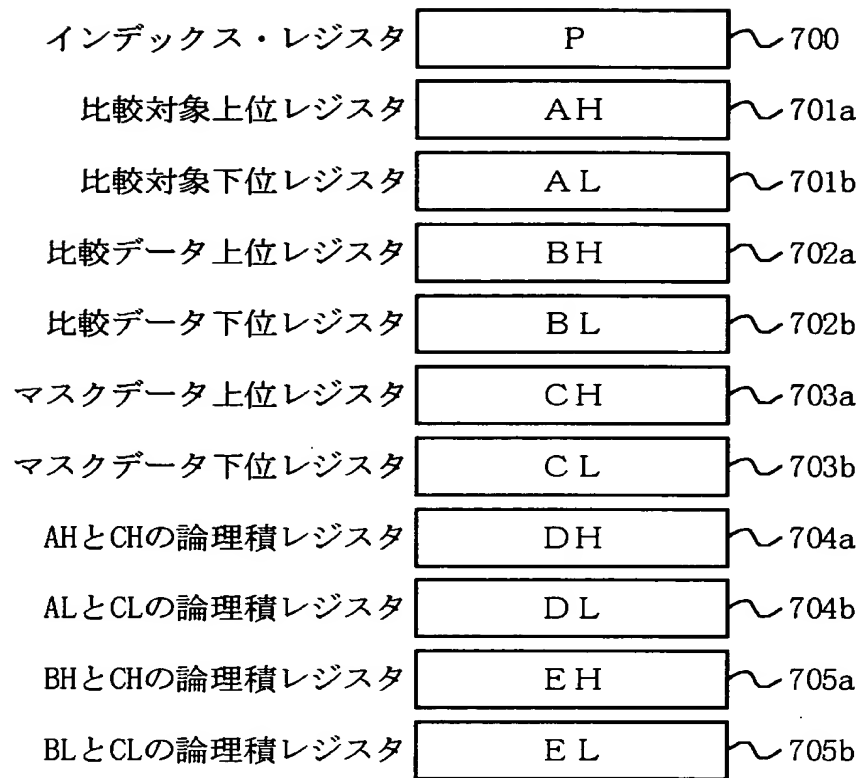 インデックス・レジスタ P 700
比較対象上位レジスタ AH 701a
比較対象下位レジスタ AL 701b
比較データ上位レジスタ BH 702a
比較データ下位レジスタ BL 702b
マスクデータ上位レジスタ CH 703a
マスクデータ下位レジスタ CL 703b
AHとCHの論理積レジスタ DH 704a
ALとCLの論理積レジスタ DL 704b
BHとCHの論理積レジスタ EH 705a
BLとCLの論理積レジスタ EL 705b